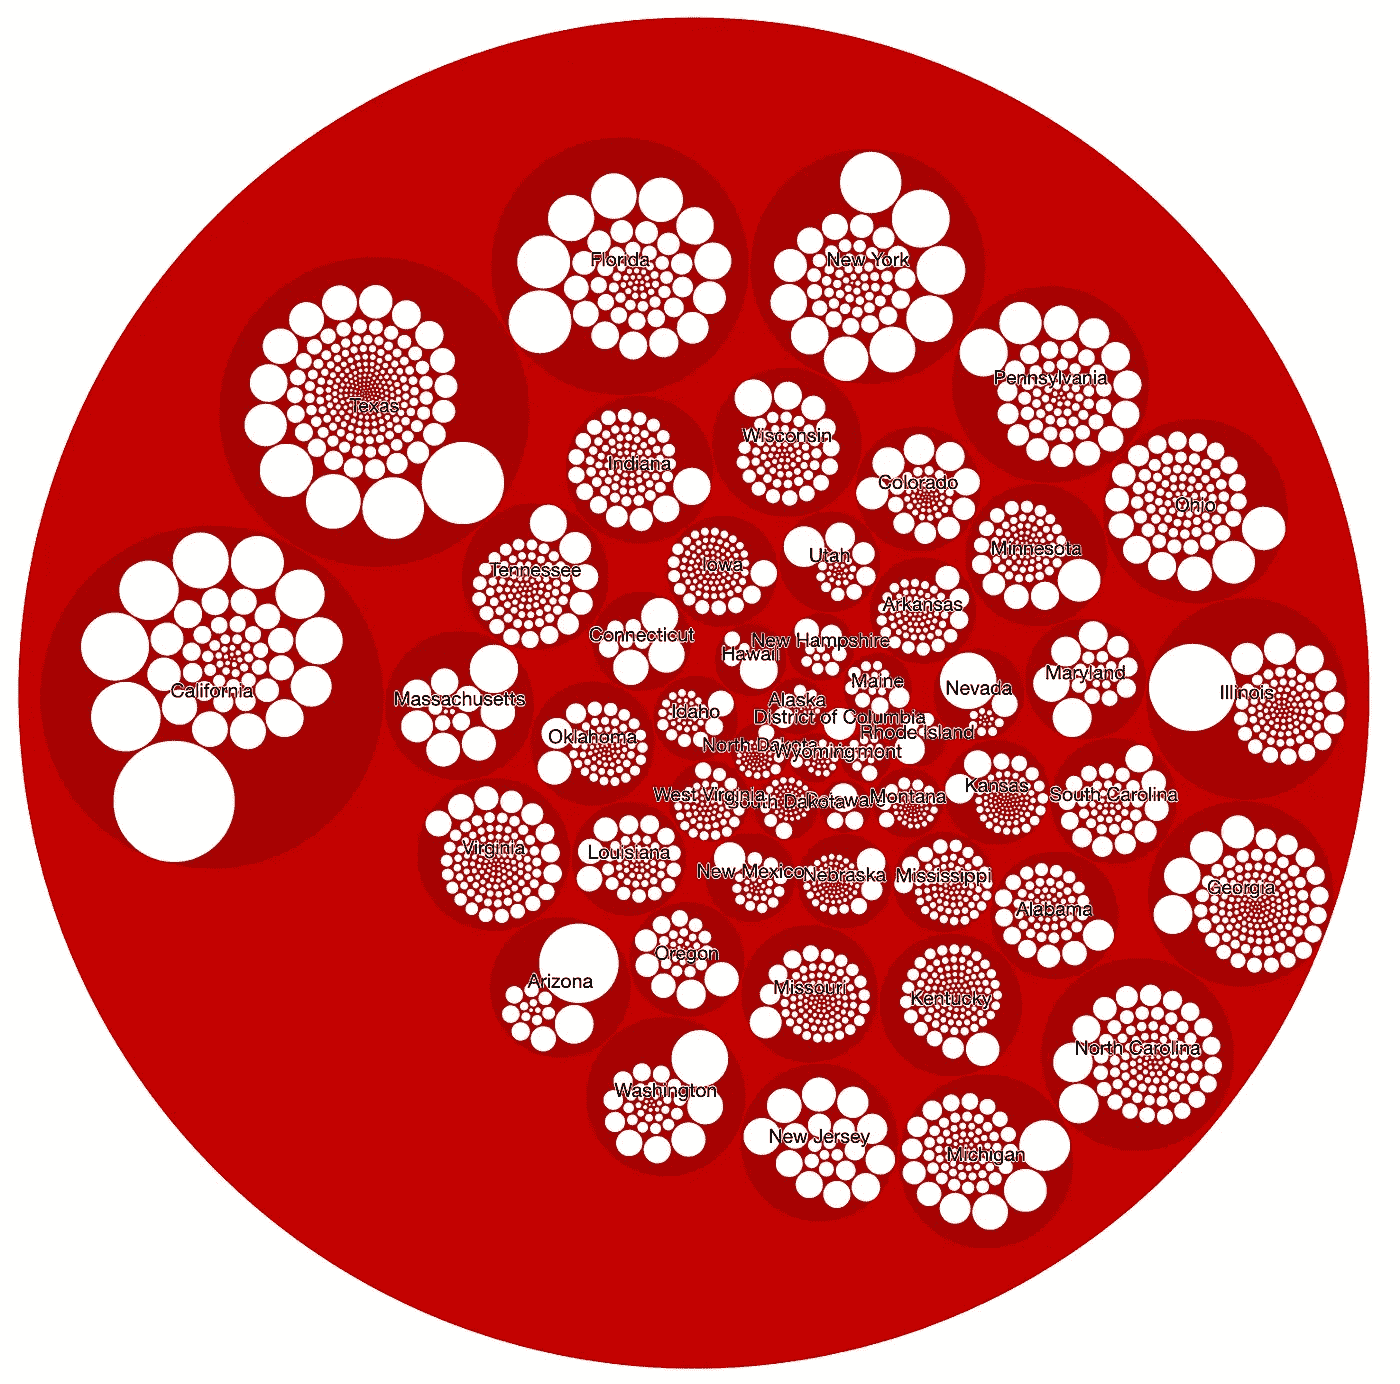 Florida
New York
Pennsylvania
Texas
Wisconsin
Indiana
Colorado
Ohio
Minnesota
Utah
Iowa
Tennessee
Arkansas
Connecticut
New Hampshire
Hawaii
Maryland
Maine
Nevada
California
Illinois
Massachusetts
Alaska
Idaho
District of Columbia
Rhode Island
Oklahoma
North Dakota
Wyoming
Kansas
West Virginia
South Dakota
Montana
South Carolina
Virginia
Louisiana
New Mexico
Nebraska
Mississippi
Georgia
Alabama
Oregon
Arizona
Missouri
Kentucky
North Carolina
Washington
New Jersey
Michigan